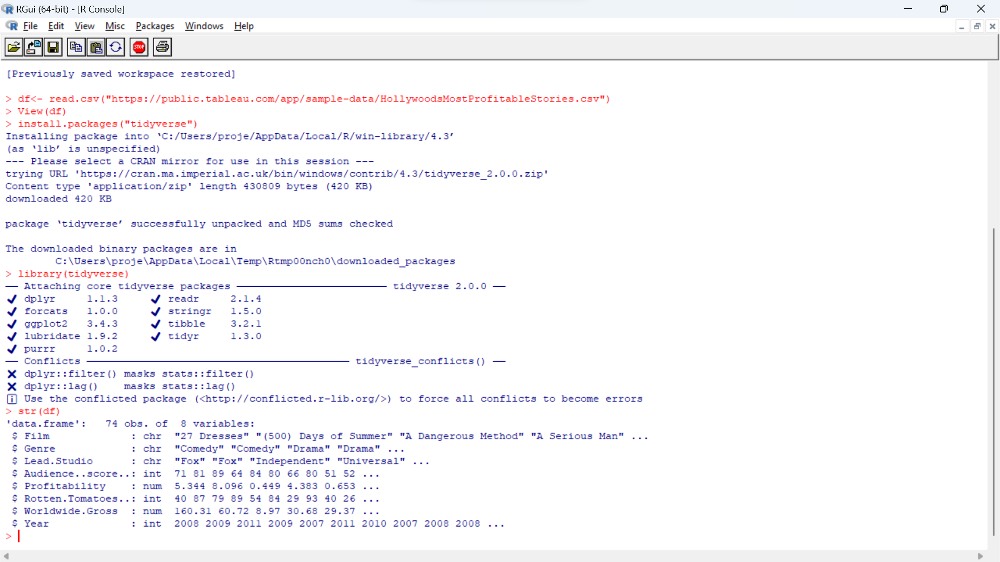 RGui (64-bit) - [R Console]
File Edit View Misc Packages Windows Help
STOP
[Previously saved workspace restored]
> df<- read.csv("https://public.tableau.com/app/sample-data/HollywoodsMostProfitableStories.csv")
> View(df)
> install.packages("tidyverse")
Installing package into ‘C:/Users/proje/AppData/Local/R/win-library/4.3’
(as ‘lib’ is unspecified)
--- Please select a CRAN mirror for use in this session ---
trying URL 'https://cran.ma.imperial.ac.uk/bin/windows/contrib/4.3/tidyverse_2.0.0.zip'
Content type 'application/zip' length 430809 bytes (420 KB)
downloaded 420 KB
package ‘tidyverse’ successfully unpacked and MD5 sums checked
The downloaded binary packages are in
C:\Users\proje\AppData\Local\Temp\Rtmp00nch0\downloaded_packages
> library(tidyverse)
── Attaching core tidyverse packages ──────────────────────── tidyverse 2.0.0 ──
✔ dplyr     1.1.3     ✔ readr     2.1.4
✔ forcats   1.0.0     ✔ stringr   1.5.0
✔ ggplot2   3.4.3     ✔ tibble    3.2.1
✔ lubridate 1.9.2     ✔ tidyr     1.3.0
✔ purrr     1.0.2
── Conflicts ────────────────────────────────────────── tidyverse_conflicts() ──
✖ dplyr::filter() masks stats::filter()
✖ dplyr::lag()    masks stats::lag()
ℹ Use the conflicted package (<http://conflicted.r-lib.org/>) to force all conflicts to become errors
> str(df)
'data.frame':   74 obs. of  8 variables:
$ Film             : chr  "27 Dresses" "(500) Days of Summer" "A Dangerous Method" "A Serious Man" ...
$ Genre            : chr  "Comedy" "Comedy" "Drama" "Drama" ...
$ Lead.Studio      : chr  "Fox" "Fox" "Independent" "Universal" ...
$ Audience..score..: int  71 81 89 64 84 80 66 80 51 52 ...
$ Profitability    : num  5.344 8.096 0.449 4.383 0.653 ...
$ Rotten.Tomatoes..: int  40 87 79 89 54 84 29 93 40 26 ...
$ Worldwide.Gross  : num  160.31 60.72 8.97 30.68 29.37 ...
$ Year             : int  2008 2009 2011 2009 2007 2011 2010 2007 2008 2008 ...
>